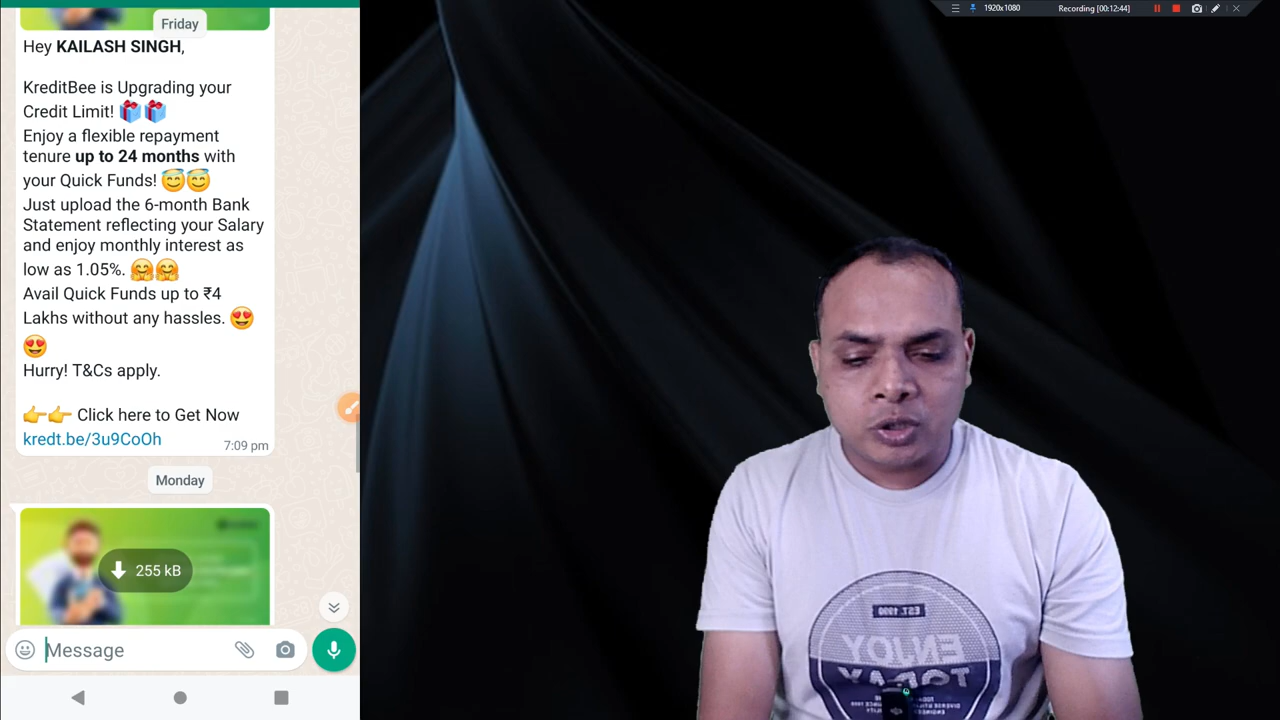 Friday
Hey KAILASH SINGH,
KreditBee is Upgrading your
Credit Limit! 🎁🎁
Enjoy a flexible repayment
tenure up to 24 months with
your Quick Funds! 😇😇
Just upload the 6-month Bank
Statement reflecting your Salary
and enjoy monthly interest as
low as 1.05%. 🤗🤗
Avail Quick Funds up to ₹4
Lakhs without any hassles. 😍
😍
Hurry! T&Cs apply.
👉👉 Click here to Get Now
kredt.be/3u9CoOh
7:09 pm
Monday
255 kB
Message
1920x1080
Recording [00:12:44]
EST. 1990
ENJOY
TODAY